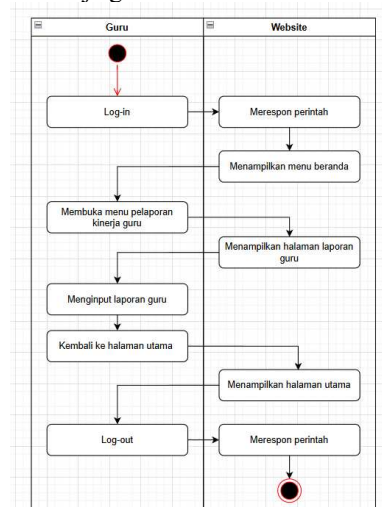 Guru
Website
Log-in
Merespon perintah
Menampilkan menu beranda
Membuka menu pelaporan
kinerja guru
Menampilkan halaman laporan
guru
Menginput laporan guru
Kembali ke halaman utama
Menampilkan halaman utama
Log-out
Merespon perintah